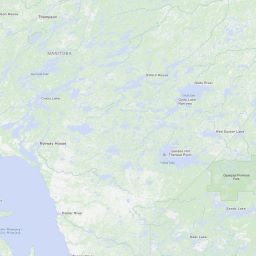 Thompson
MANITOBA
Oxford House
Gods River
Gods Lake
Narrows
Cross Lake
Norway House
Red Sucker Lake
Garden Hill
St. Theresa Point
Opasquia Provincial
Park
Sandy Lake
Poplar River
Deer Lake